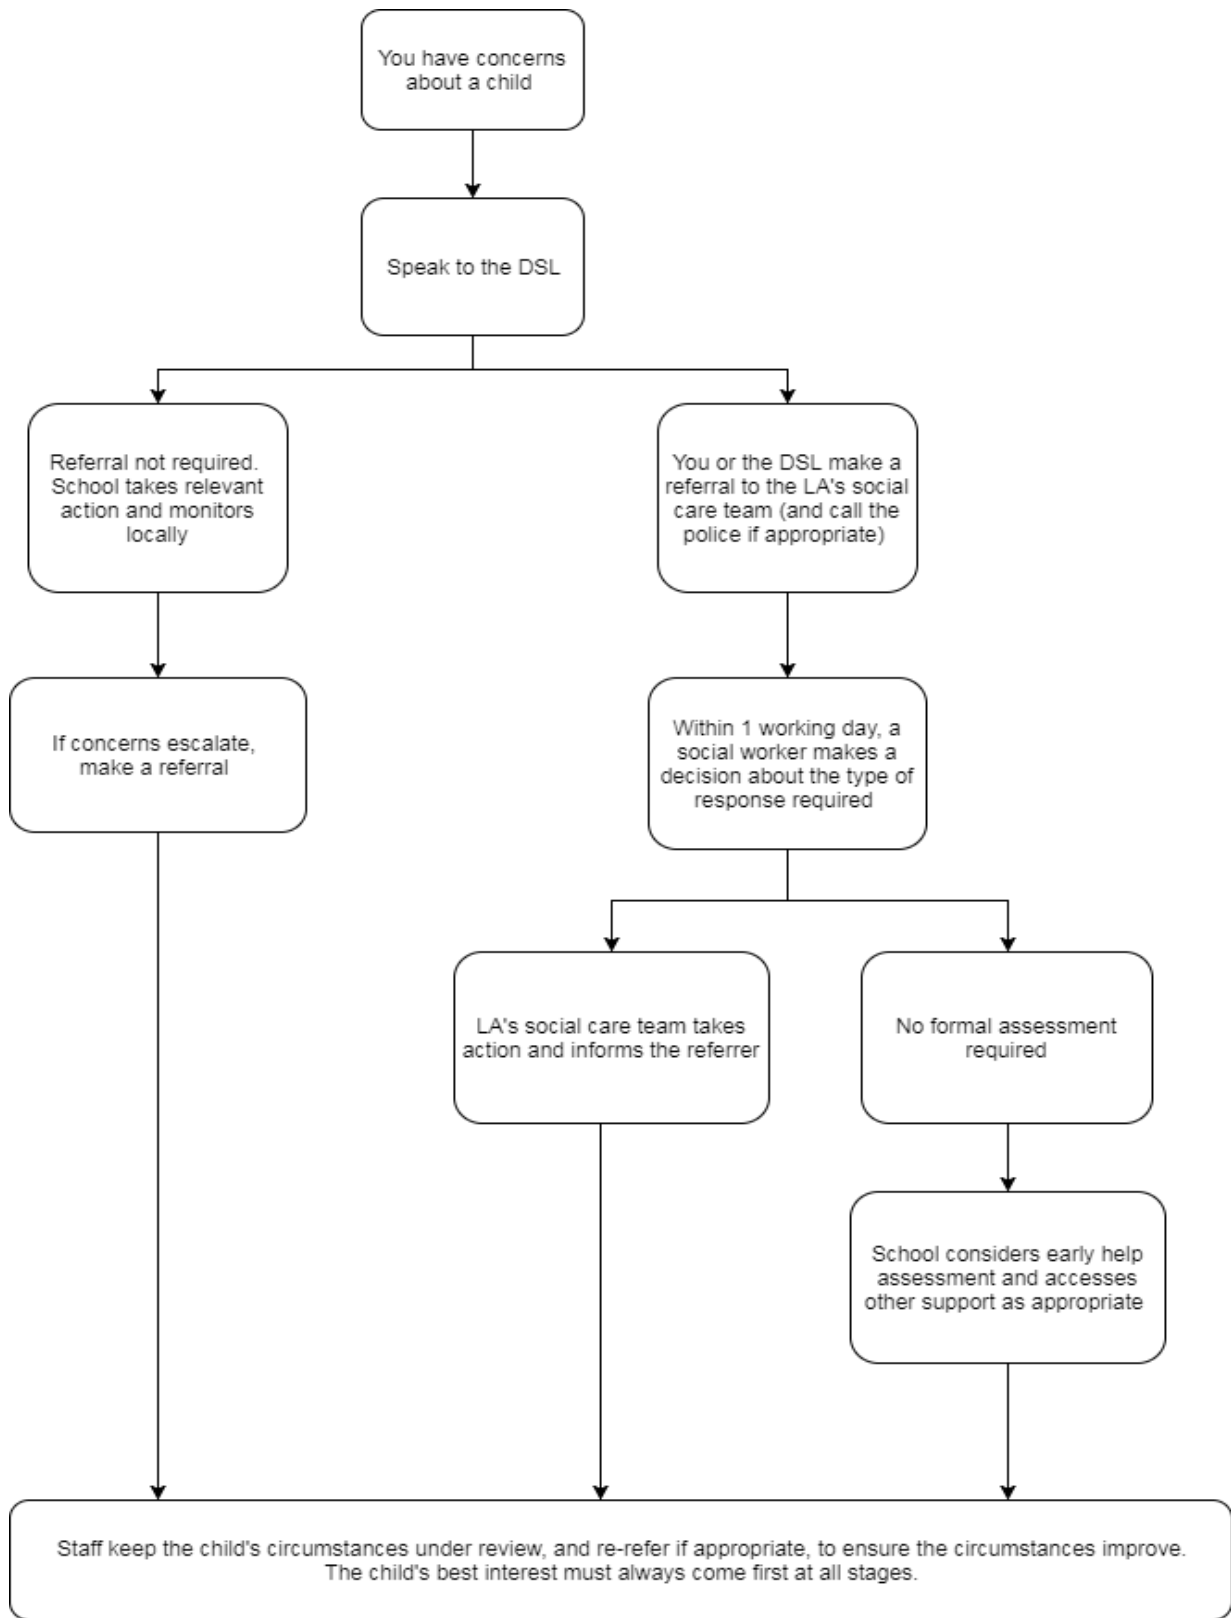 You have concerns
about a child
Speak to the DSL
Referral not required.
School takes relevant
action and monitors
locally
You or the DSL make a
referral to the LA's social
care team (and call the
police if appropriate)
If concerns escalate,
make a referral
Within 1 working day, a
social worker makes a
decision about the type of
response required
LA's social care team takes
action and informs the referrer
No formal assessment
required
School considers early help
assessment and accesses
other support as appropriate
Staff keep the child's circumstances under review, and re-refer if appropriate, to ensure the circumstances improve.
The child's best interest must always come first at all stages.